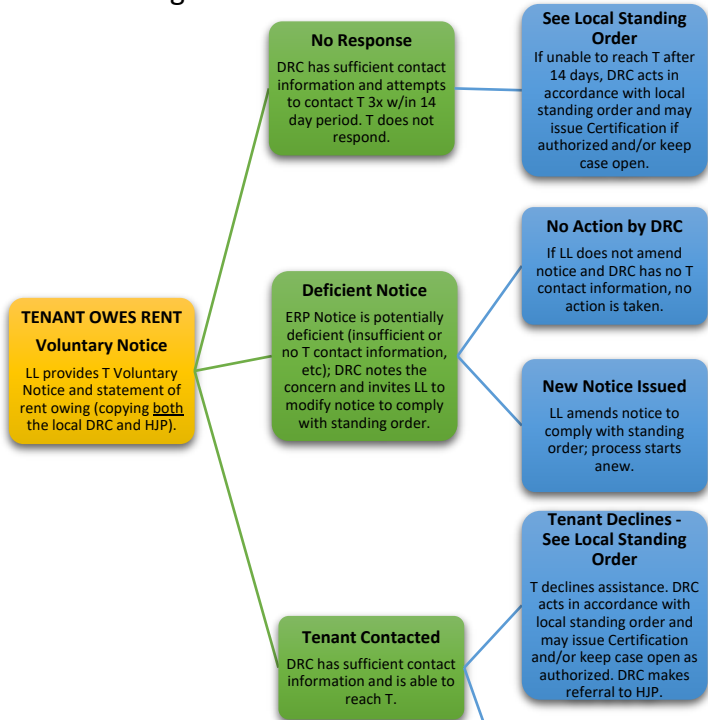 TENANT OWES RENT
Voluntary Notice
LL provides T Voluntary
Notice and statement of
rent owing (copying both
the local DRC and HJP).
No Response
DRC has sufficient contact
information and attempts
to contact T 3x w/in 14
day period. T does not
respond.
See Local Standing
Order
If unable to reach T after
14 days, DRC acts in
accordance with local
standing order and may
issue Certification if
authorized and/or keep
case open.
Deficient Notice
ERP Notice is potentially
deficient (insufficient or
no T contact information,
etc); DRC notes the
concern and invites LL to
modify notice to comply
with standing order.
No Action by DRC
If LL does not amend
notice and DRC has no T
contact information, no
action is taken.
New Notice Issued
LL amends notice to
comply with standing
order; process starts
anew.
Tenant Contacted
DRC has sufficient contact
information and is able to
reach T.
Tenant Declines -
See Local Standing
Order
T declines assistance. DRC
acts in accordance with
local standing order and
may issue Certification
and/or keep case open as
authorized. DRC makes
referral to HJP.